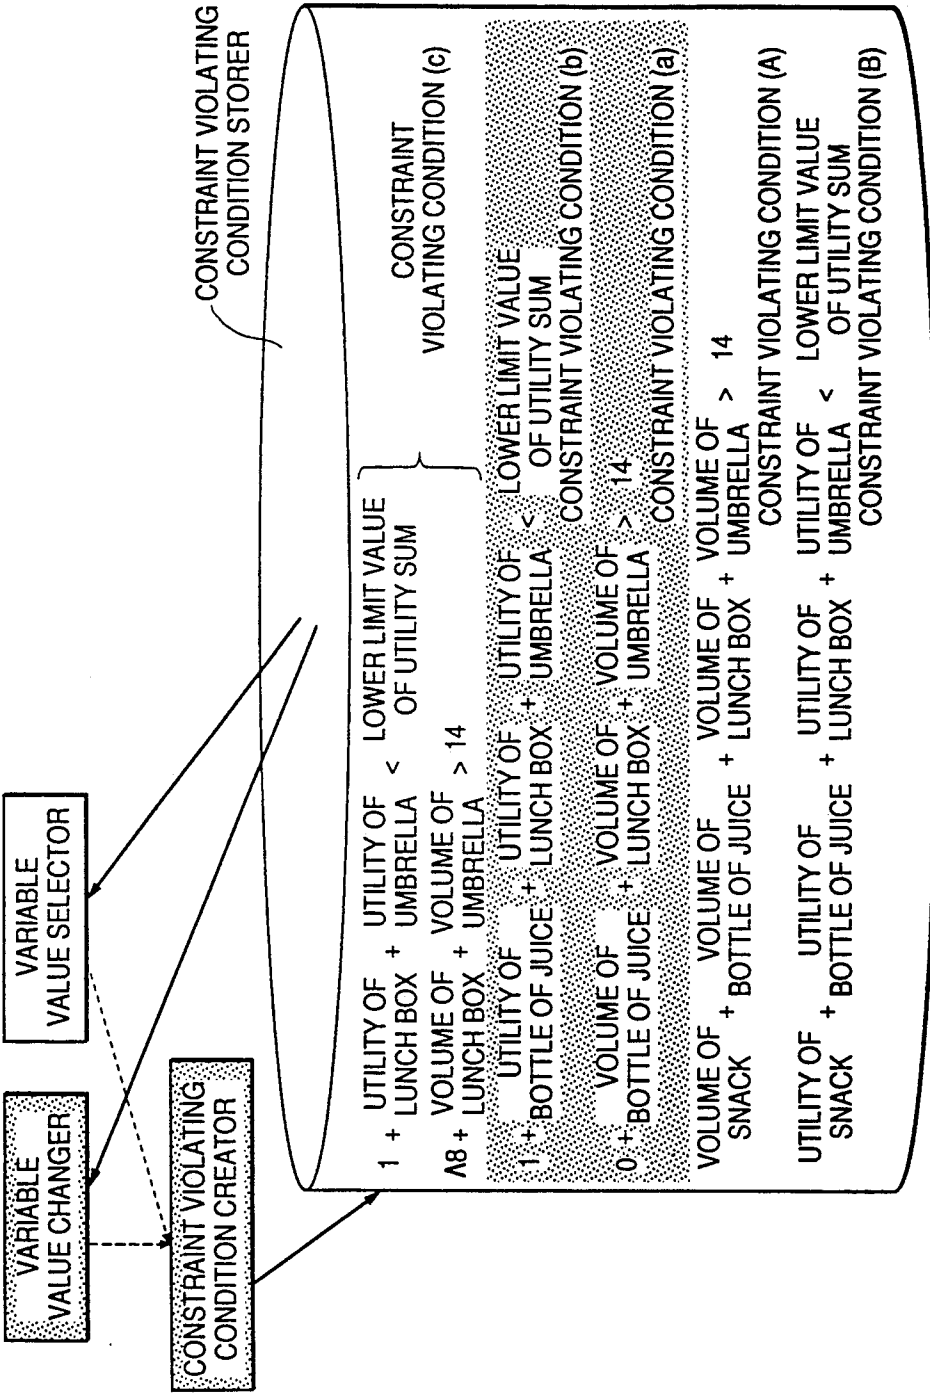 VARIABLE
VALUE CHANGER
VARIABLE
VALUE SELECTOR
CONSTRAINT VIOLATING
CONDITION CREATOR
CONSTRAINT VIOLATING
CONDITION STORER
1 + UTILITY OF LUNCH BOX + UTILITY OF UMBRELLA < LOWER LIMIT VALUE OF UTILITY SUM
Λ8 + VOLUME OF LUNCH BOX + VOLUME OF UMBRELLA > 14
CONSTRAINT
VIOLATING CONDITION (c)
1 + UTILITY OF BOTTLE OF JUICE + UTILITY OF LUNCH BOX + UTILITY OF UMBRELLA < LOWER LIMIT VALUE OF UTILITY SUM
CONSTRAINT VIOLATING CONDITION (b)
0 + VOLUME OF BOTTLE OF JUICE + VOLUME OF LUNCH BOX + VOLUME OF UMBRELLA > 14
CONSTRAINT VIOLATING CONDITION (a)
VOLUME OF SNACK + VOLUME OF BOTTLE OF JUICE + VOLUME OF LUNCH BOX + VOLUME OF UMBRELLA > 14
CONSTRAINT VIOLATING CONDITION (A)
UTILITY OF SNACK + UTILITY OF BOTTLE OF JUICE + UTILITY OF LUNCH BOX + UTILITY OF UMBRELLA < LOWER LIMIT VALUE OF UTILITY SUM
CONSTRAINT VIOLATING CONDITION (B)